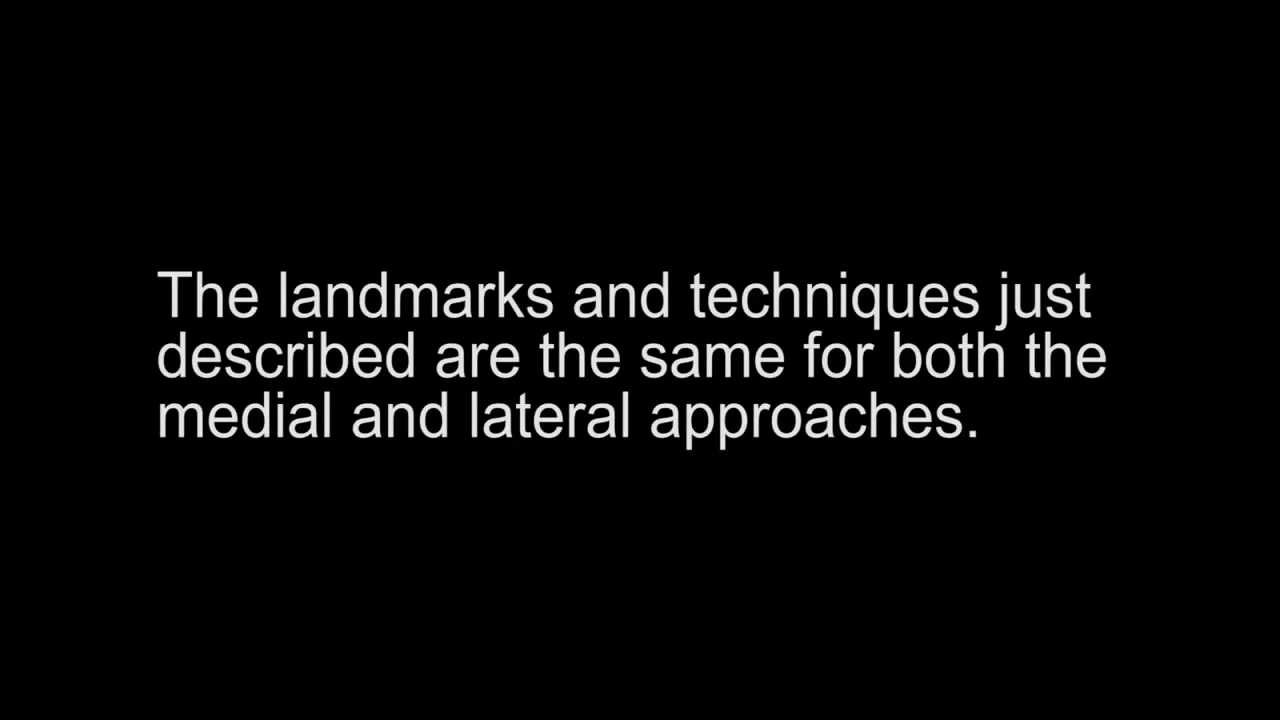 The landmarks and techniques just
described are the same for both the
medial and lateral approaches.